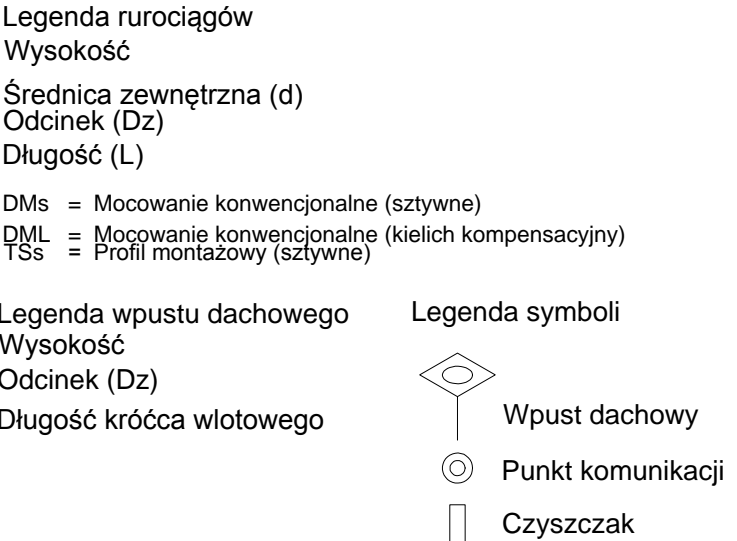 Legenda rurociągów
Wysokość
Średnica zewnętrzna (d)
Odcinek (Dz)
Długość (L)
DMs = Mocowanie konwencjonalne (sztywne)
DML = Mocowanie konwencjonalne (kielich kompensacyjny)
TSs = Profil montażowy (sztywne)
Legenda wpustu dachowego
Wysokość
Odcinek (Dz)
Długość króćca wlotowego
Legenda symboli
Wpust dachowy
Punkt komunikacji
Czyszczak